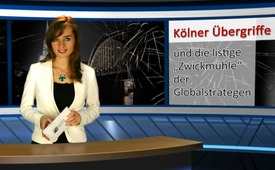 Kölner Übergriffe
und die listige
„Zwickmühle“
der
Globalstrategen